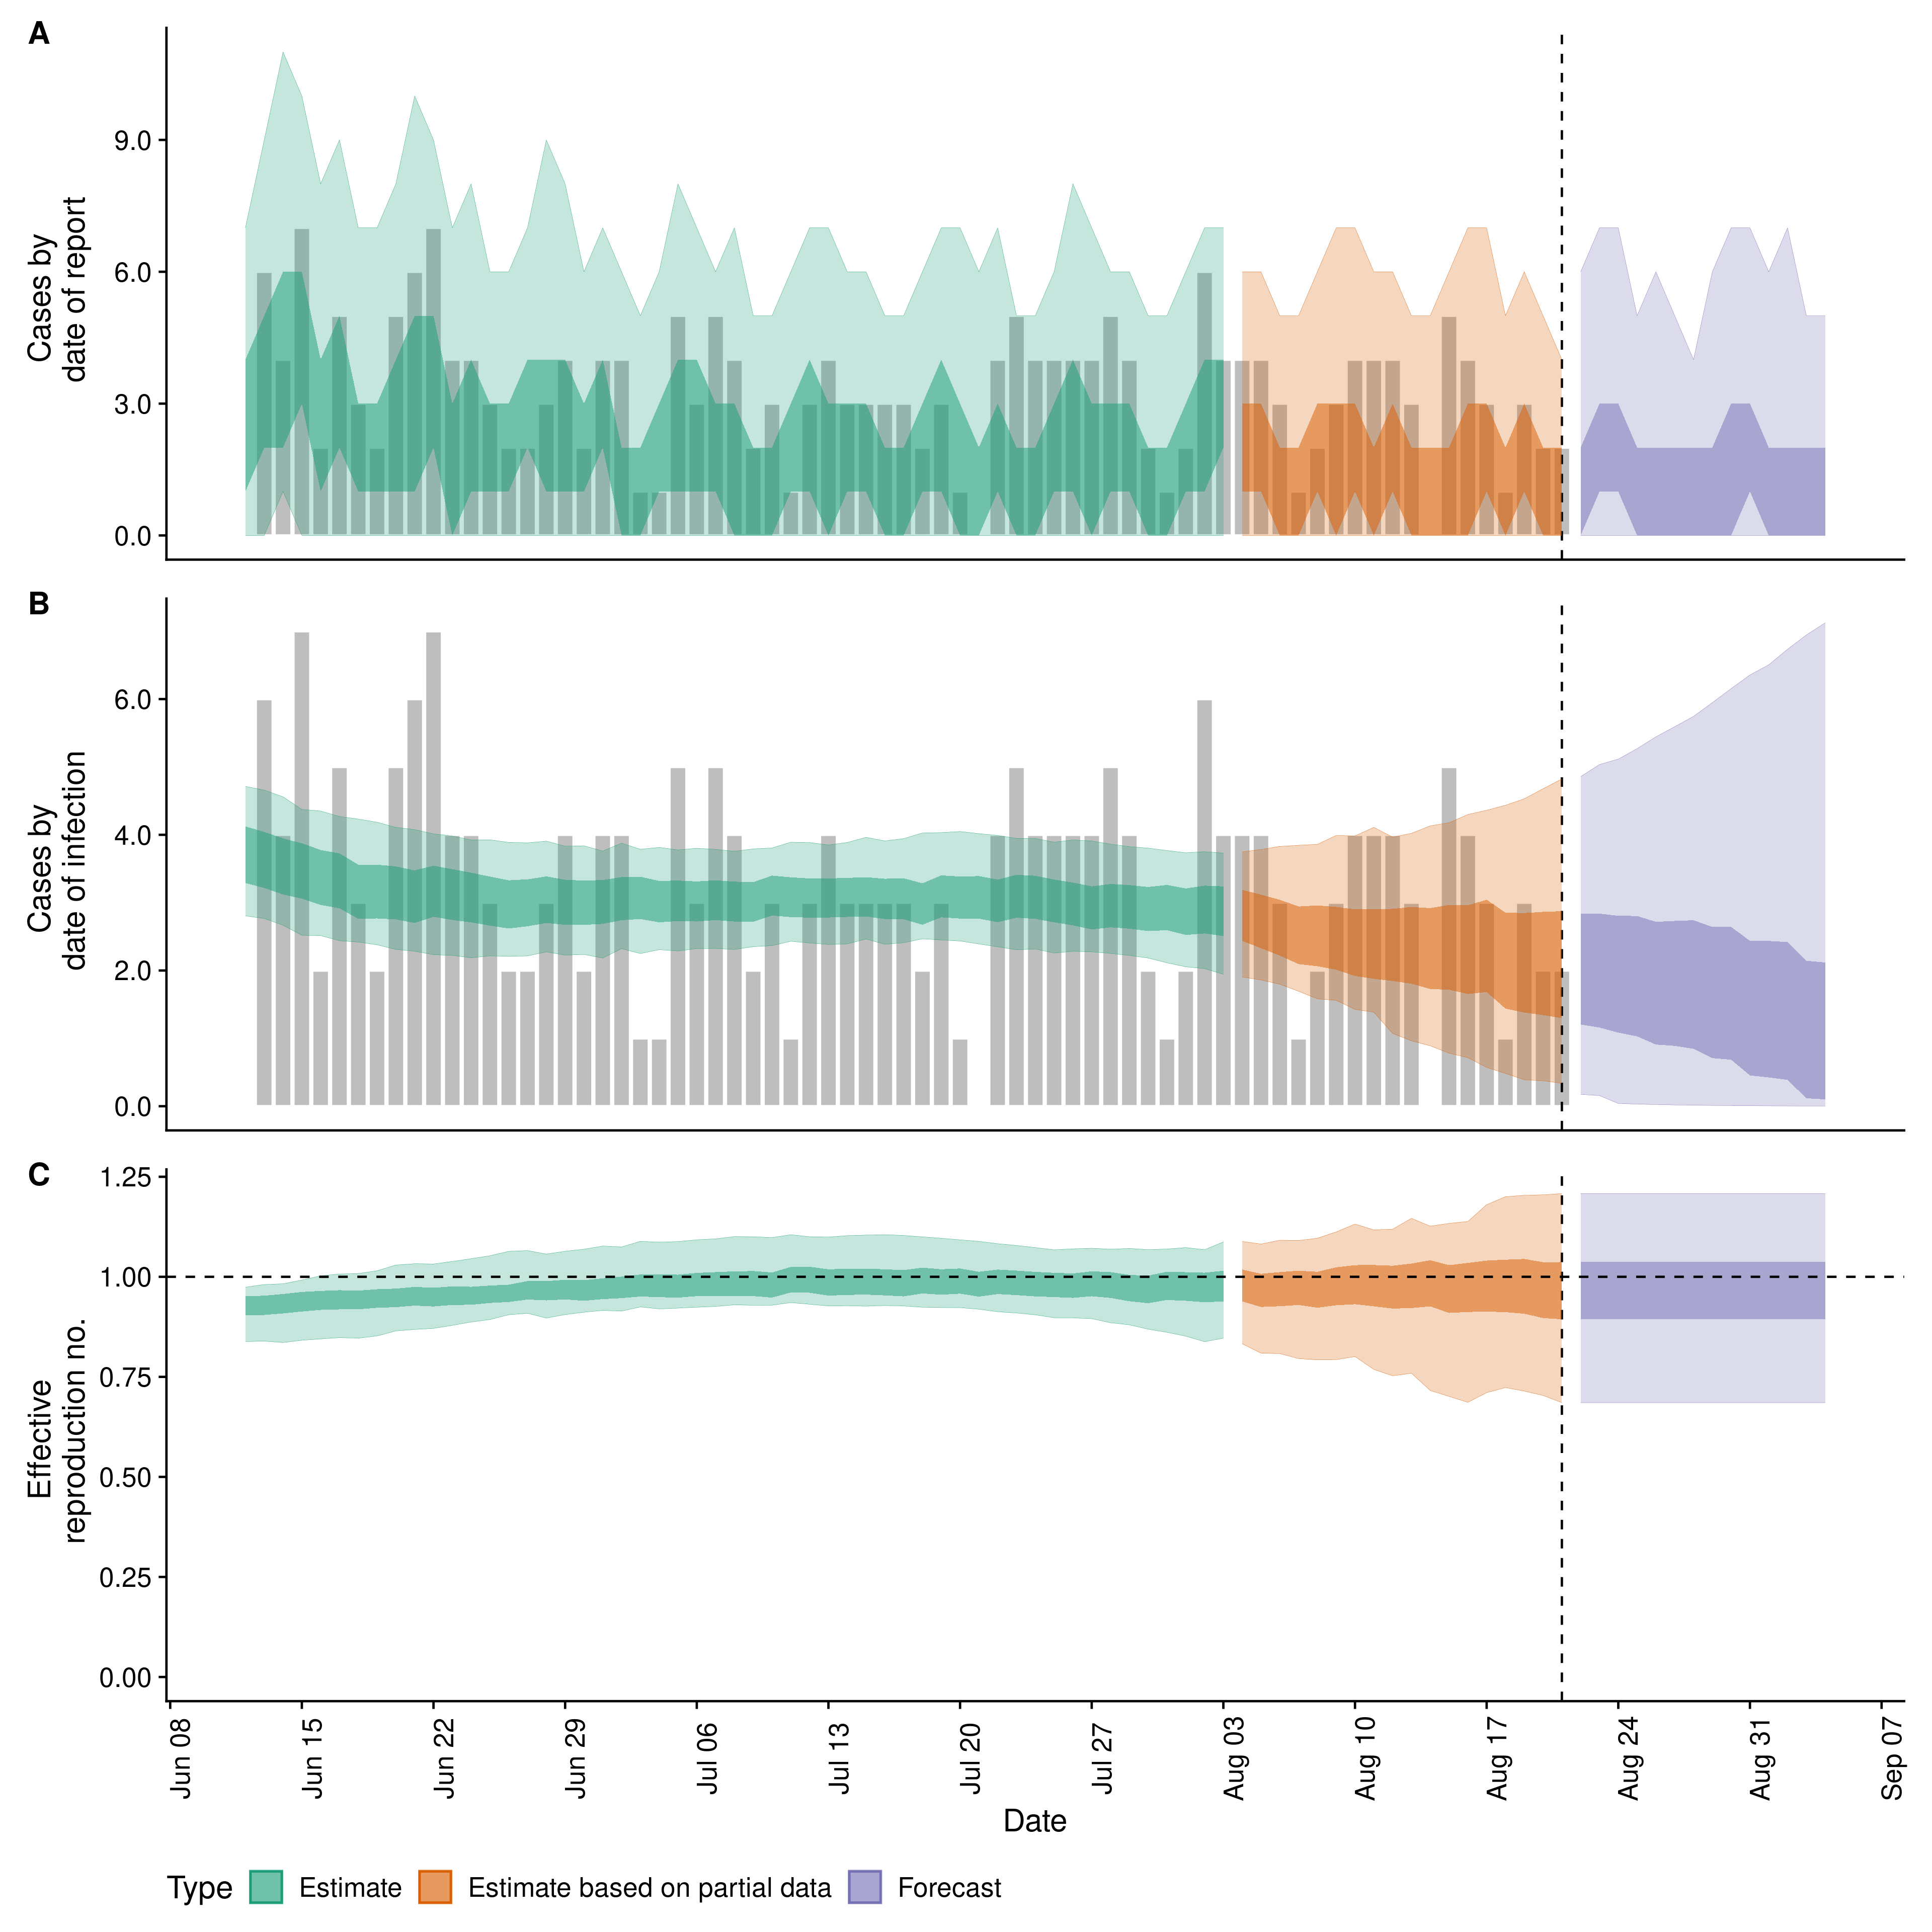 A
Cases by
date of report
9.0
6.0
3.0
0.0
B
Cases by
date of infection
6.0
4.0
2.0
0.0
C
Effective
reproduction no.
1.25
1.00
0.75
0.50
0.25
0.00
Jun 08
Jun 15
Jun 22
Jun 29
Jul 06
Jul 13
Jul 20
Jul 27
Aug 03
Aug 10
Aug 17
Aug 24
Aug 31
Sep 07
Date
Type Estimate Estimate based on partial data Forecast